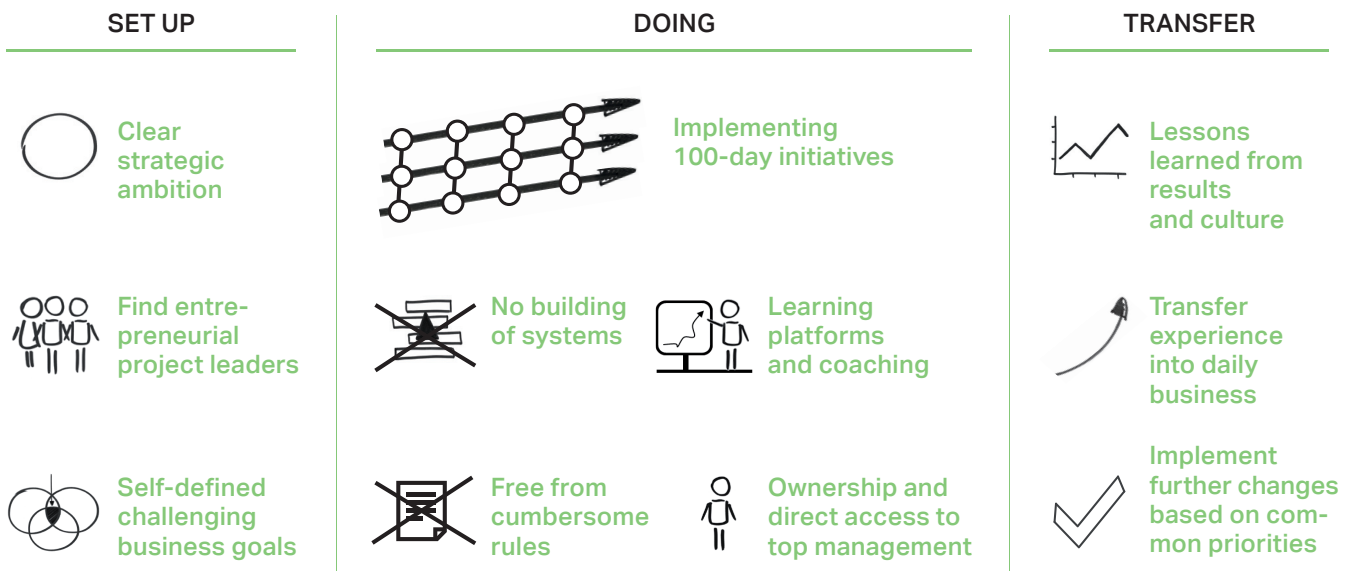 SET UP
Clear
strategic
ambition
Find entre-
preneurial
project leaders
Self-defined
challenging
business goals
DOING
Implementing
100-day initiatives
No building
of systems
Learning
platforms
and coaching
Free from
cumbersome
rules
Ownership and
direct access to
top management
TRANSFER
Lessons
learned from
results
and culture
Transfer
experience
into daily
business
Implement
further changes
based on com-
mon priorities